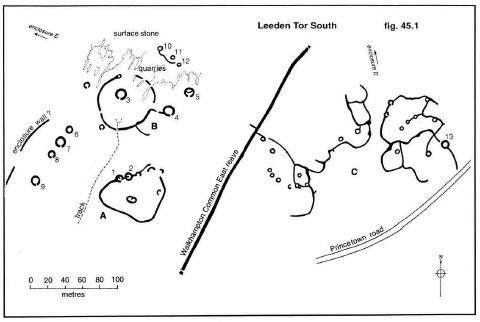 Leeden Tor South fig. 45.1
enclosure E
surface stone
quarries
enclosure D
10
11
12
3
5
4
B
enclosure wall ?
6
7
8
9
1
2
A
track
Walkhampton Common East reave
C
13
Princetown road
N
0 20 40 60 80 100
metres